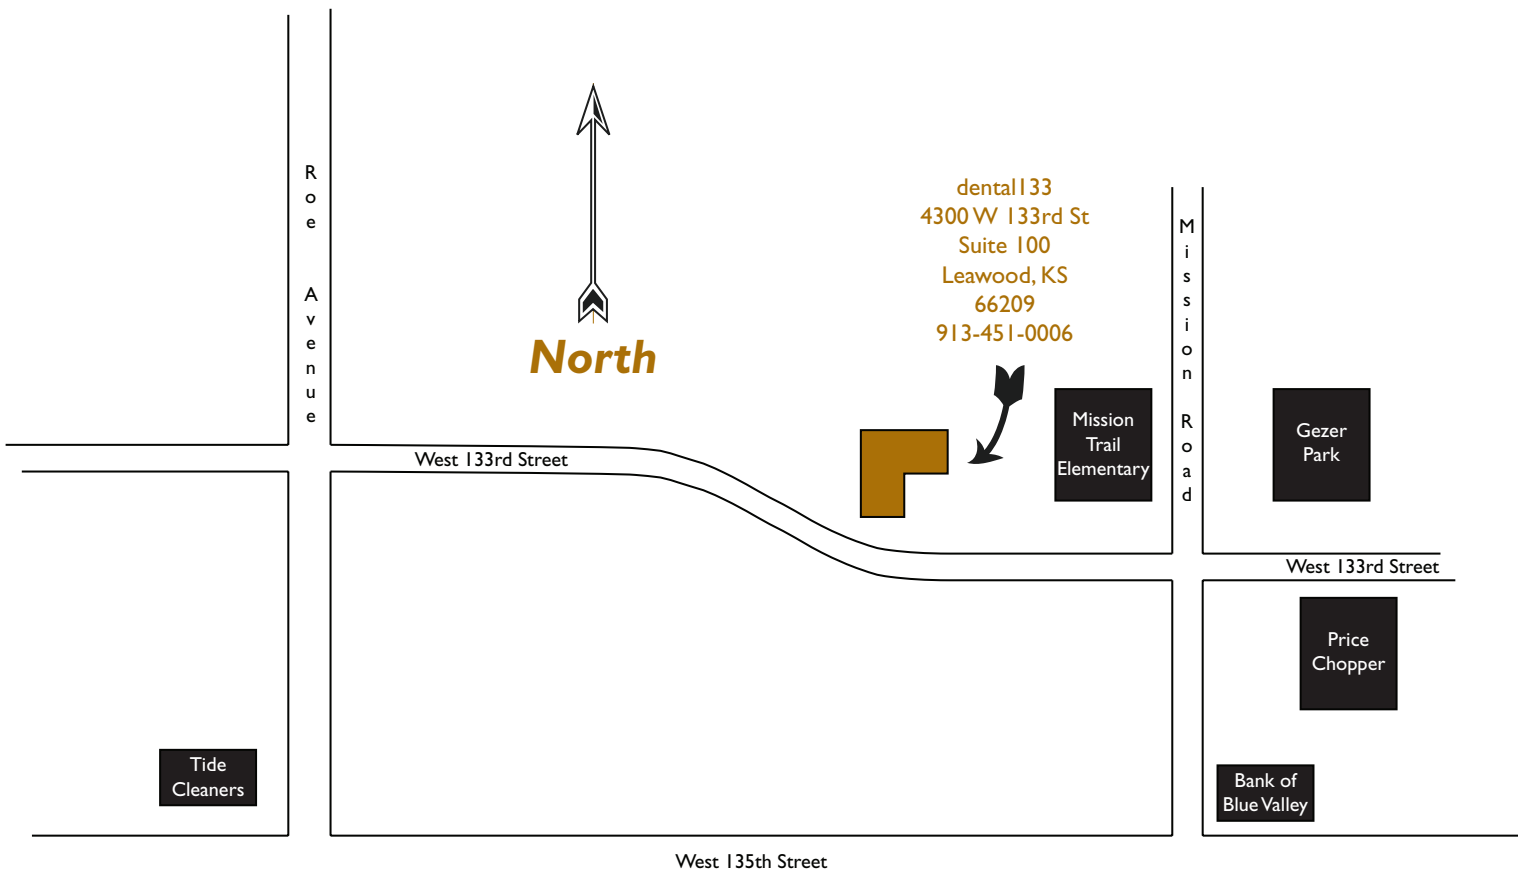 Roe Avenue
North
dental133
4300 W 133rd St
Suite 100
Leawood, KS
66209
913-451-0006
Mission Road
Mission
Trail
Elementary
Gezer
Park
West 133rd Street
West 133rd Street
Price
Chopper
Tide
Cleaners
Bank of
Blue Valley
West 135th Street